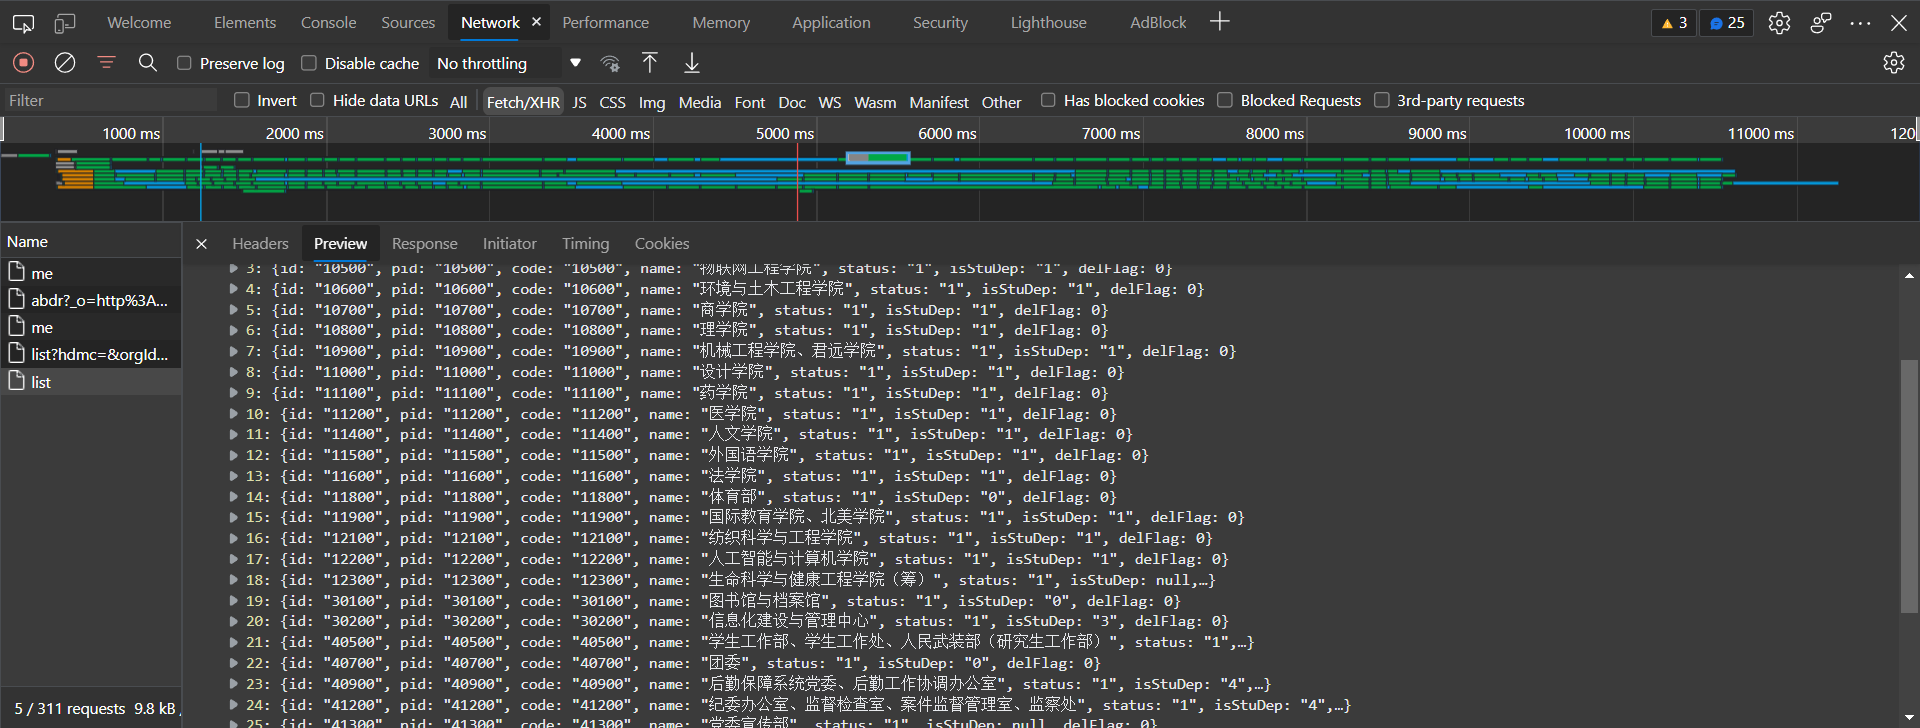 Welcome Elements Console Sources Network × Performance Memory Application Security Lighthouse AdBlock 3 25
Preserve log Disable cache No throttling
Filter Invert Hide data URLs All Fetch/XHR JS CSS Img Media Font Doc WS Wasm Manifest Other Has blocked cookies Blocked Requests 3rd-party requests
1000 ms 2000 ms 3000 ms 4000 ms 5000 ms 6000 ms 7000 ms 8000 ms 9000 ms 10000 ms 11000 ms 120
Name
me
abdr?_o=http%3A...
me
list?hdmc=&orgId...
list
5 / 311 requests 9.8 kB
Headers Preview Response Initiator Timing Cookies
3: {id: "10500", pid: "10500", code: "10500", name: "物联网工程学院", status: "1", isStuDep: "1", delFlag: 0}
4: {id: "10600", pid: "10600", code: "10600", name: "环境与土木工程学院", status: "1", isStuDep: "1", delFlag: 0}
5: {id: "10700", pid: "10700", code: "10700", name: "商学院", status: "1", isStuDep: "1", delFlag: 0}
6: {id: "10800", pid: "10800", code: "10800", name: "理学院", status: "1", isStuDep: "1", delFlag: 0}
7: {id: "10900", pid: "10900", code: "10900", name: "机械工程学院、君远学院", status: "1", isStuDep: "1", delFlag: 0}
8: {id: "11000", pid: "11000", code: "11000", name: "设计学院", status: "1", isStuDep: "1", delFlag: 0}
9: {id: "11100", pid: "11100", code: "11100", name: "药学院", status: "1", isStuDep: "1", delFlag: 0}
10: {id: "11200", pid: "11200", code: "11200", name: "医学院", status: "1", isStuDep: "1", delFlag: 0}
11: {id: "11400", pid: "11400", code: "11400", name: "人文学院", status: "1", isStuDep: "1", delFlag: 0}
12: {id: "11500", pid: "11500", code: "11500", name: "外国语学院", status: "1", isStuDep: "1", delFlag: 0}
13: {id: "11600", pid: "11600", code: "11600", name: "法学院", status: "1", isStuDep: "1", delFlag: 0}
14: {id: "11800", pid: "11800", code: "11800", name: "体育部", status: "1", isStuDep: "0", delFlag: 0}
15: {id: "11900", pid: "11900", code: "11900", name: "国际教育学院、北美学院", status: "1", isStuDep: "1", delFlag: 0}
16: {id: "12100", pid: "12100", code: "12100", name: "纺织科学与工程学院", status: "1", isStuDep: "1", delFlag: 0}
17: {id: "12200", pid: "12200", code: "12200", name: "人工智能与计算机学院", status: "1", isStuDep: "1", delFlag: 0}
18: {id: "12300", pid: "12300", code: "12300", name: "生命科学与健康工程学院（筹）", status: "1", isStuDep: null,…}
19: {id: "30100", pid: "30100", code: "30100", name: "图书馆与档案馆", status: "1", isStuDep: "0", delFlag: 0}
20: {id: "30200", pid: "30200", code: "30200", name: "信息化建设与管理中心", status: "1", isStuDep: "3", delFlag: 0}
21: {id: "40500", pid: "40500", code: "40500", name: "学生工作部、学生工作处、人民武装部（研究生工作部）", status: "1",…}
22: {id: "40700", pid: "40700", code: "40700", name: "团委", status: "1", isStuDep: "0", delFlag: 0}
23: {id: "40900", pid: "40900", code: "40900", name: "后勤保障系统党委、后勤工作协调办公室", status: "1", isStuDep: "4",…}
24: {id: "41200", pid: "41200", code: "41200", name: "纪委办公室、监督检查室、案件监督管理室、监察处", status: "1", isStuDep: "4",…}
25: {id: "41300", pid: "41300", code: "41300", name: "党委宣传部", status: "1", isStuDep: null, delFlag: 0}